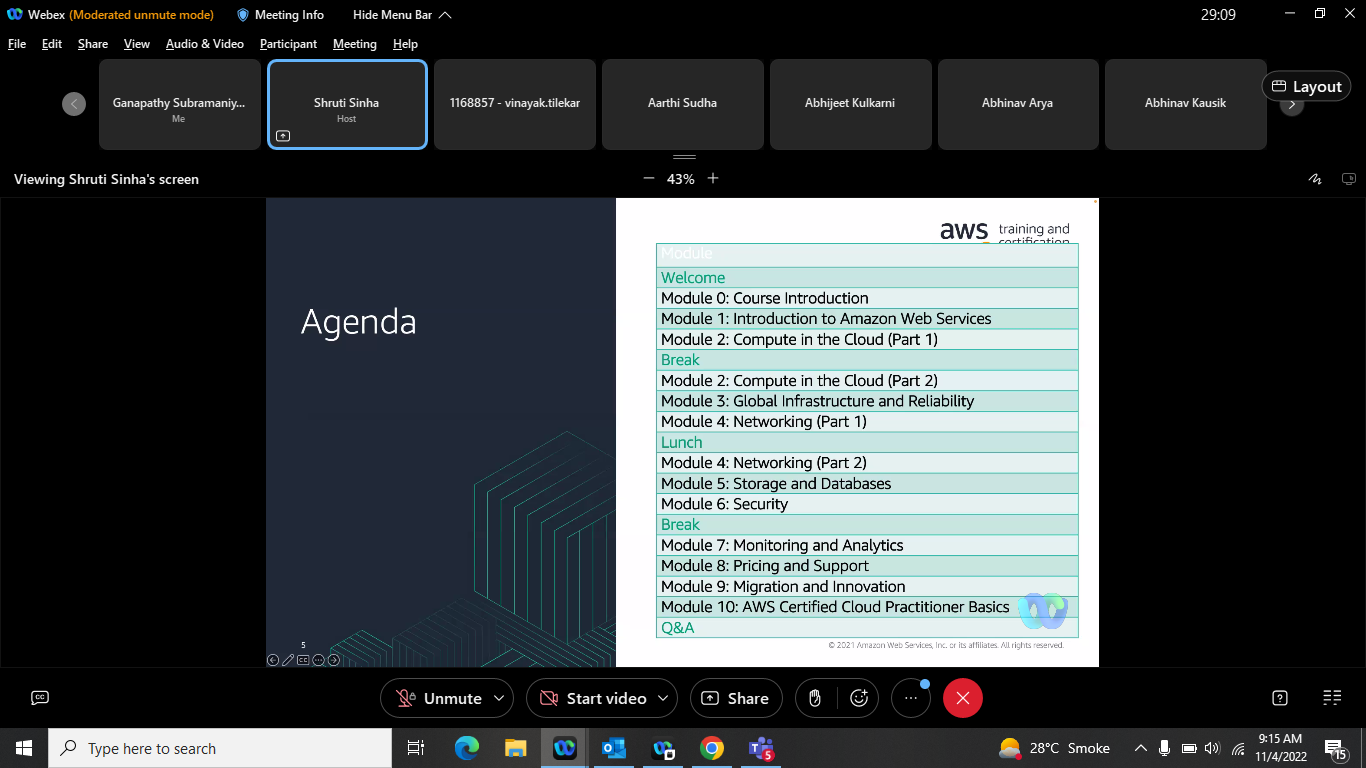 Webex (Moderated unmute mode) Meeting Info Hide Menu Bar 29:09
File Edit Share View Audio & Video Participant Meeting Help
Ganapathy Subramaniy...
Me
Shruti Sinha
Host
1168857 - vinayak.tilekar
Aarthi Sudha
Abhijeet Kulkarni
Abhinav Arya
Abhinav Kausik
Layout
Viewing Shruti Sinha's screen
43%
Agenda
aws training and
certification
Module
Welcome
Module 0: Course Introduction
Module 1: Introduction to Amazon Web Services
Module 2: Compute in the Cloud (Part 1)
Break
Module 2: Compute in the Cloud (Part 2)
Module 3: Global Infrastructure and Reliability
Module 4: Networking (Part 1)
Lunch
Module 4: Networking (Part 2)
Module 5: Storage and Databases
Module 6: Security
Break
Module 7: Monitoring and Analytics
Module 8: Pricing and Support
Module 9: Migration and Innovation
Module 10: AWS Certified Cloud Practitioner Basics
Q&A
5
© 2021 Amazon Web Services, Inc. or its affiliates. All rights reserved.
CC
CC
Unmute Start video Share
Type here to search
5
28°C Smoke
9:15 AM
11/4/2022
15